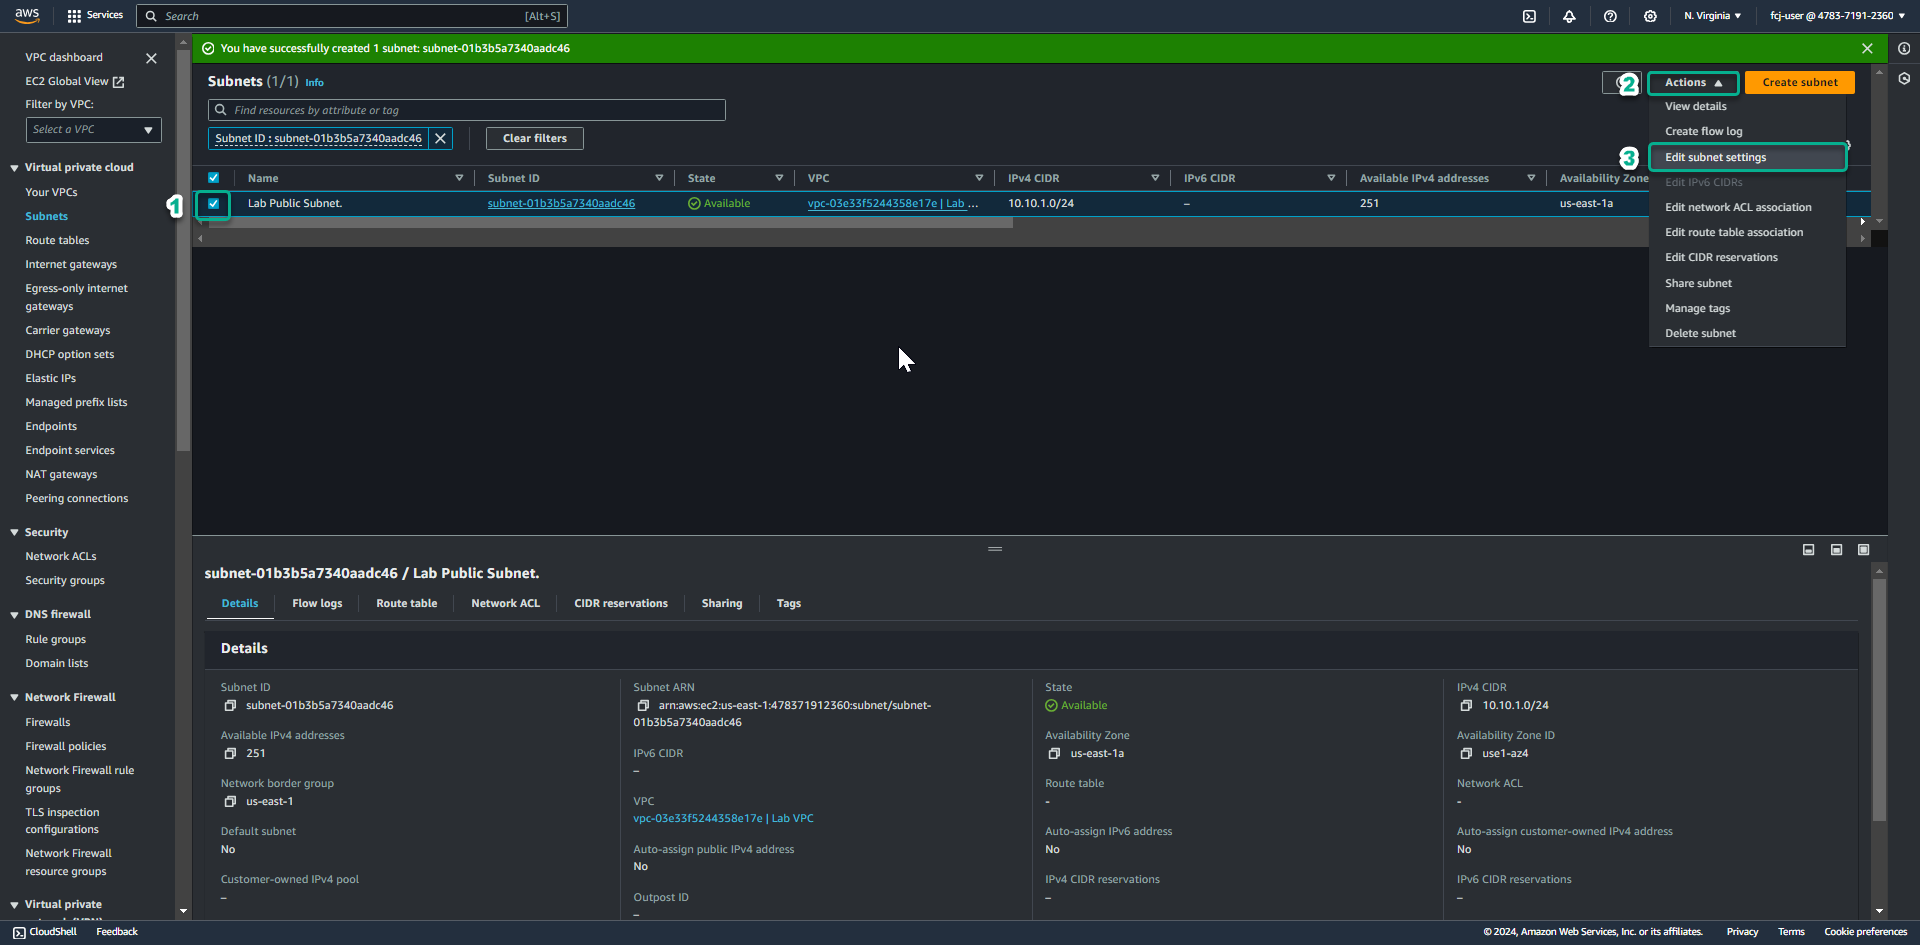 aws
Services
Search
[Alt+S]
N. Virginia
fcj-user @ 4783-7191-2360
VPC dashboard
EC2 Global View
Filter by VPC:
Select a VPC
Virtual private cloud
Your VPCs
Subnets
Route tables
Internet gateways
Egress-only internet
gateways
Carrier gateways
DHCP option sets
Elastic IPs
Managed prefix lists
Endpoints
Endpoint services
NAT gateways
Peering connections
Security
Network ACLs
Security groups
DNS firewall
Rule groups
Domain lists
Network Firewall
Firewalls
Firewall policies
Network Firewall rule
groups
TLS inspection
configurations
Network Firewall
resource groups
Virtual private
network (VPN)
You have successfully created 1 subnet: subnet-01b3b5a7340aadc46
Subnets (1/1) Info
2
Actions
Create subnet
Find resources by attribute or tag
Subnet ID : subnet-01b3b5a7340aadc46
Clear filters
View details
Create flow log
3
Edit subnet settings
Edit IPv6 CIDRs
Edit network ACL association
Edit route table association
Edit CIDR reservations
Share subnet
Manage tags
Delete subnet
Name Subnet ID State VPC IPv4 CIDR IPv6 CIDR Available IPv4 addresses Availability Zone
1
Lab Public Subnet. subnet-01b3b5a7340aadc46 Available vpc-03e33f5244358e17e | Lab ... 10.10.1.0/24 – 251 us-east-1a
subnet-01b3b5a7340aadc46 / Lab Public Subnet.
Details Flow logs Route table Network ACL CIDR reservations Sharing Tags
Details
Subnet ID
subnet-01b3b5a7340aadc46
Available IPv4 addresses
251
Network border group
us-east-1
Default subnet
No
Customer-owned IPv4 pool
–
Subnet ARN
arn:aws:ec2:us-east-1:478371912360:subnet/subnet-
01b3b5a7340aadc46
IPv6 CIDR
–
VPC
vpc-03e33f5244358e17e | Lab VPC
Auto-assign public IPv4 address
No
Outpost ID
–
State
Available
Availability Zone
us-east-1a
Route table
-
Auto-assign IPv6 address
No
IPv4 CIDR reservations
–
IPv4 CIDR
10.10.1.0/24
Availability Zone ID
use1-az4
Network ACL
-
Auto-assign customer-owned IPv4 address
No
IPv6 CIDR reservations
–
CloudShell
Feedback
© 2024, Amazon Web Services, Inc. or its affiliates.
Privacy
Terms
Cookie preferences